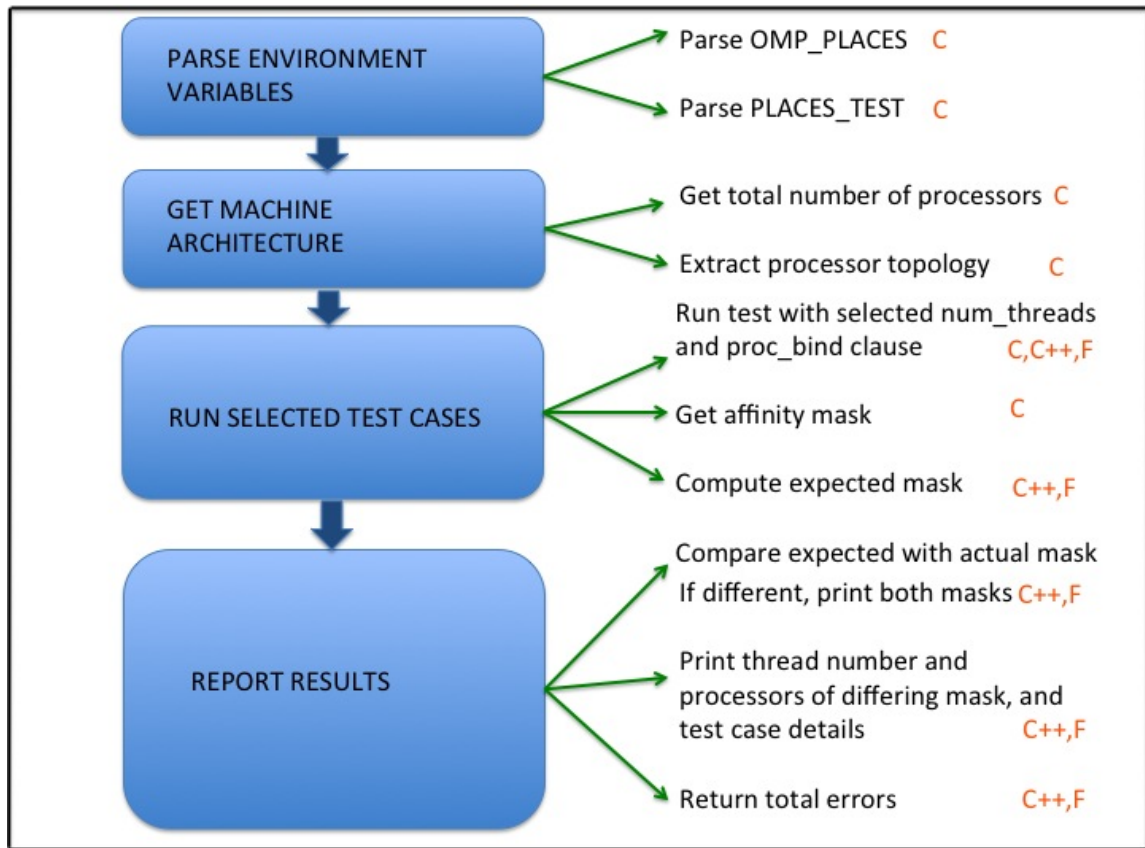 PARSE ENVIRONMENT
VARIABLES
Parse OMP_PLACES C
Parse PLACES_TEST C
GET MACHINE
ARCHITECTURE
Get total number of processors C
Extract processor topology C
RUN SELECTED TEST CASES
Run test with selected num_threads
and proc_bind clause C,C++,F
Get affinity mask C
Compute expected mask C++,F
REPORT RESULTS
Compare expected with actual mask
If different, print both masks C++,F
Print thread number and
processors of differing mask, and
test case details C++,F
Return total errors C++,F